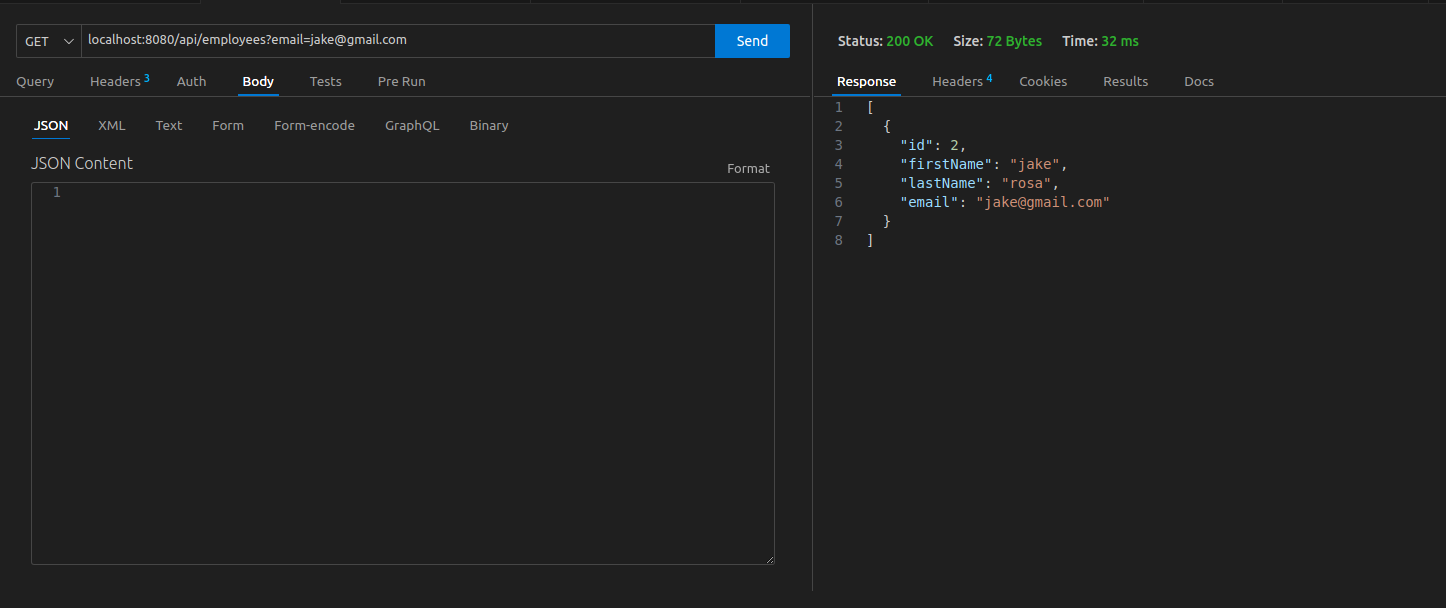 GET localhost:8080/api/employees?email=jake@gmail.com Send
Query Headers 3 Auth Body Tests Pre Run
JSON XML Text Form Form-encode GraphQL Binary
JSON Content
Format
1
Status: 200 OK Size: 72 Bytes Time: 32 ms
Response Headers 4 Cookies Results Docs
1 [
2 {
3 "id": 2,
4 "firstName": "jake",
5 "lastName": "rosa",
6 "email": "jake@gmail.com"
7 }
8 ]